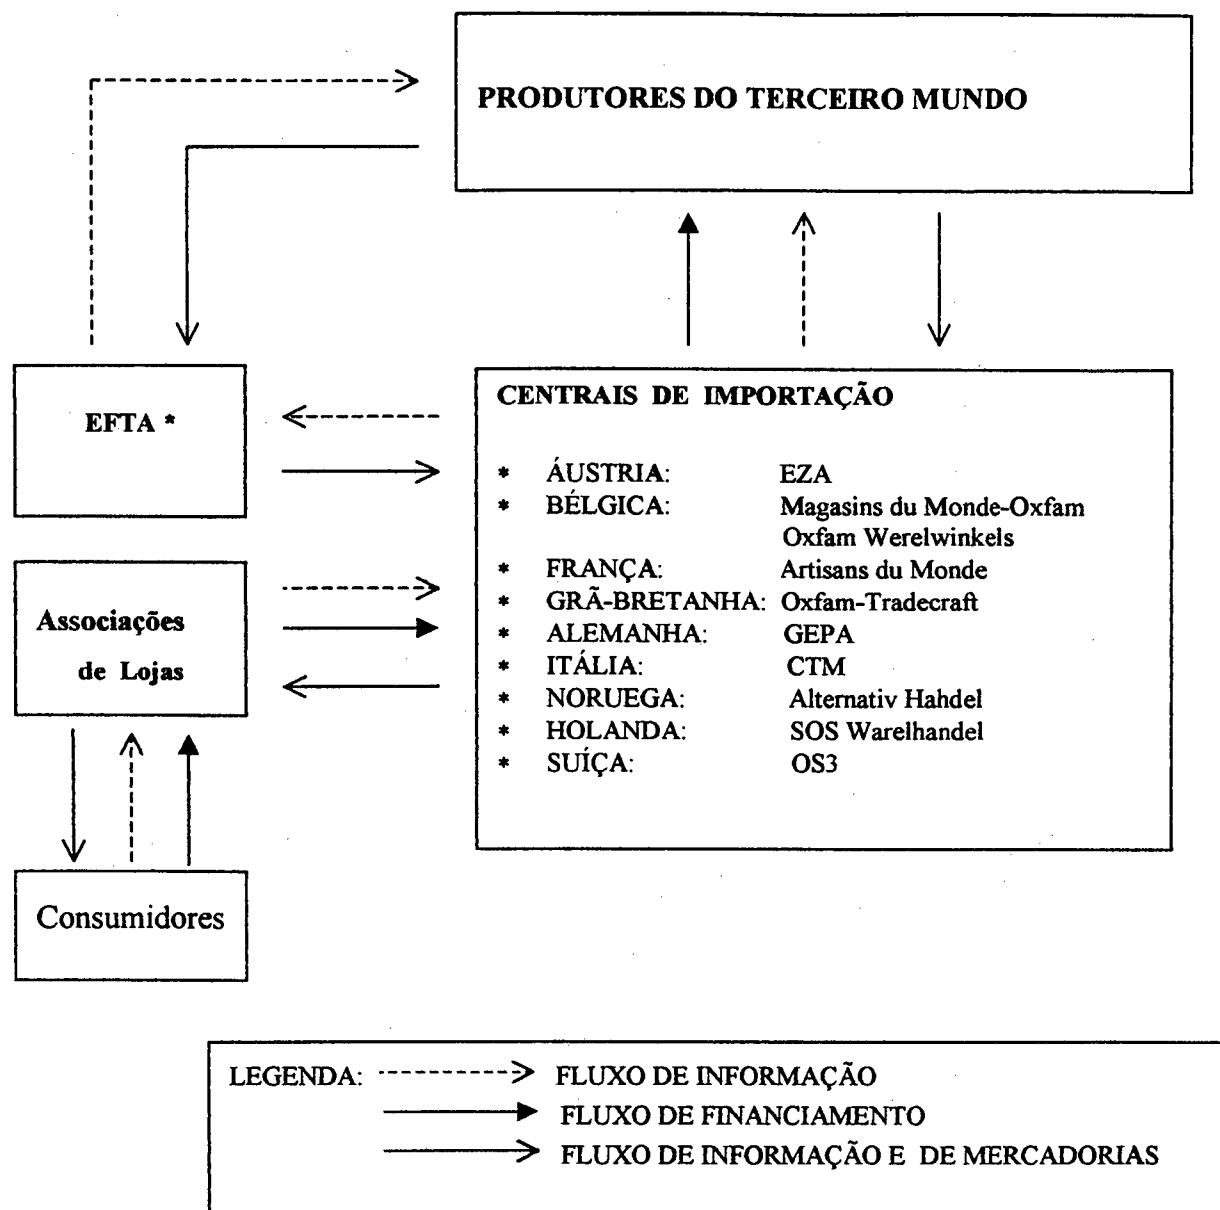 PRODUTORES DO TERCEIRO MUNDO
EFTA *
CENTRAIS DE IMPORTAÇÃO
* ÁUSTRIA: EZA
* BÉLGICA: Magasins du Monde-Oxfam
Oxfam Werelwinkels
* FRANÇA: Artisans du Monde
* GRÃ-BRETANHA: Oxfam-Tradecraft
* ALEMANHA: GEPA
* ITÁLIA: CTM
* NORUEGA: Alternativ Hahdel
* HOLANDA: SOS Warelhandel
* SUÍÇA: OS3
Associações
de Lojas
Consumidores
LEGENDA: FLUXO DE INFORMAÇÃO
FLUXO DE FINANCIAMENTO
FLUXO DE INFORMAÇÃO E DE MERCADORIAS